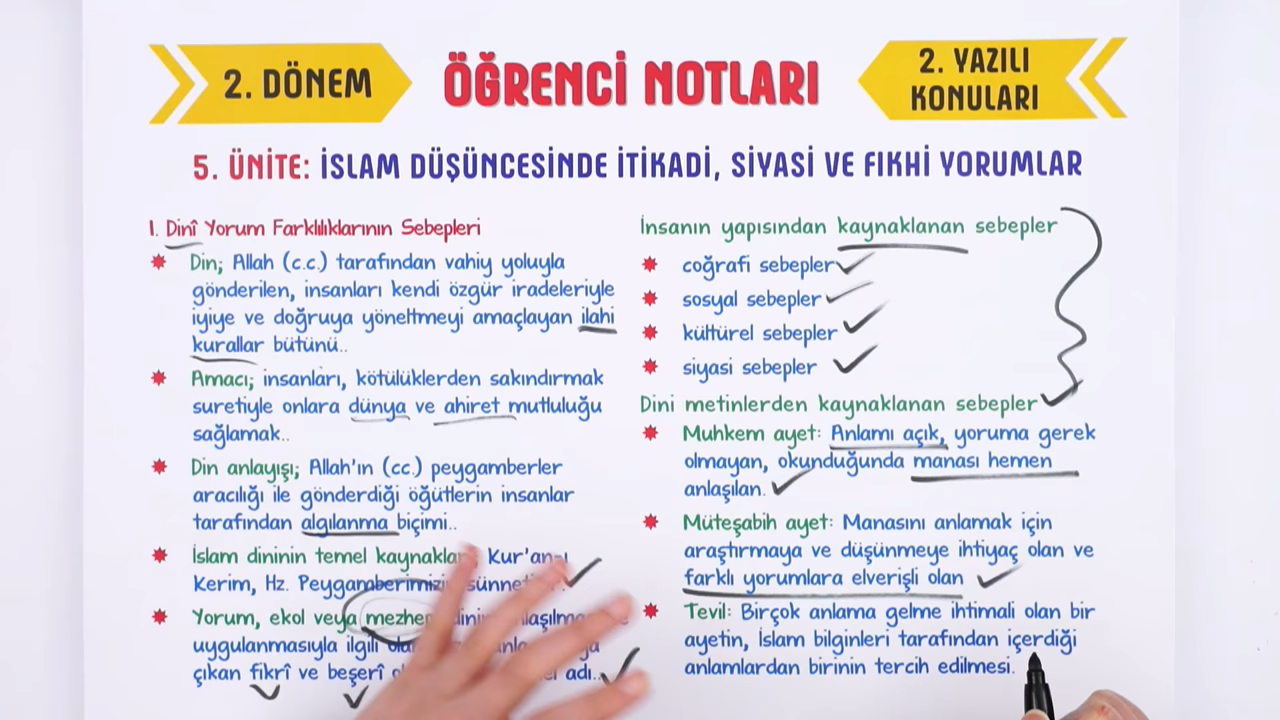 2. DÖNEM
ÖĞRENCİ NOTLARI
2. YAZILI
KONULARI
5. ÜNİTE: İSLAM DÜŞÜNCESİNDE İTİKADİ, SİYASİ VE FIKHİ YORUMLAR
1. Dinî Yorum Farklılıklarının Sebepleri
Din; Allah (c.c.) tarafından vahiy yoluyla
gönderilen, insanları kendi özgür iradeleriyle
iyiye ve doğruya yöneltmeyi amaçlayan ilahi
kurallar bütünü..
Amacı; insanları, kötülüklerden sakındırmak
suretiyle onlara dünya ve ahiret mutluluğu
sağlamak..
Din anlayışı; Allah'ın (cc.) peygamberler
aracılığı ile gönderdiği öğütlerin insanlar
tarafından algılanma biçimi..
İslam dininin temel Kur'an-ı
Kerim, Hz. Peygamberimizin
Yorum, ekol veya
uygulanmasıyla ilgili
çıkan fikrî ve beşerî adı..
İnsanın yapısından kaynaklanan sebepler
coğrafi sebepler
sosyal sebepler
kültürel sebepler
siyasi sebepler
Dini metinlerden kaynaklanan sebepler
Muhkem ayet: Anlamı açık, yoruma gerek
olmayan, okunduğunda manası hemen
anlaşılan.
Müteşabih ayet: Manasını anlamak için
araştırmaya ve düşünmeye ihtiyaç olan ve
farklı yorumlara elverişli olan
Tevil: Birçok anlama gelme ihtimali olan bir
ayetin, İslam bilginleri tarafından içerdiği
anlamlardan birinin tercih edilmesi.